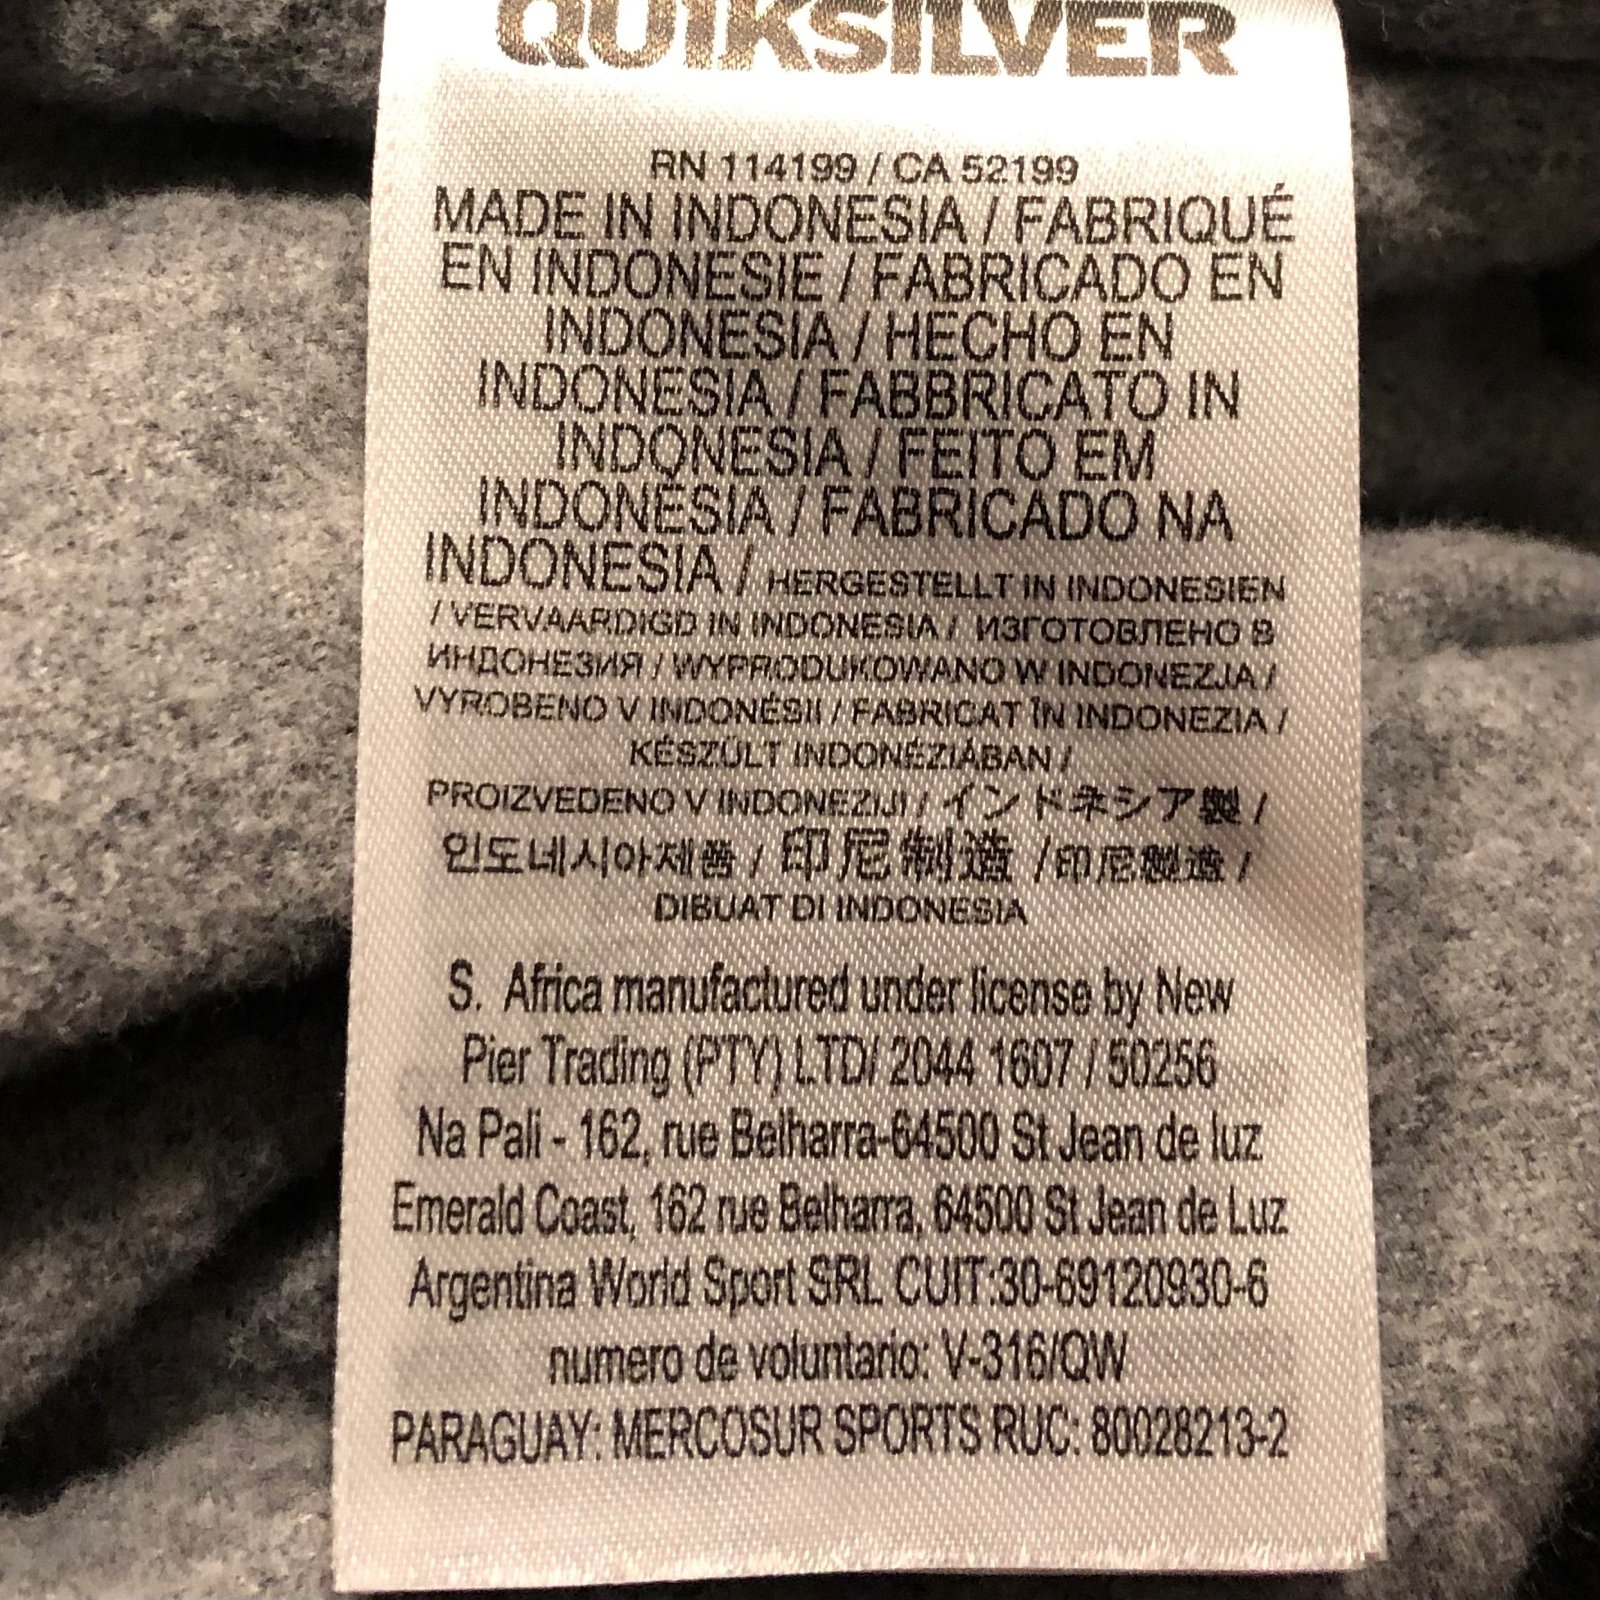 QUIKSILVER
RN 114199 / CA 52199
MADE IN INDONESIA / FABRIQUÉ
EN INDONESIE / FABRICADO EN
INDONESIA / HECHO EN
INDONESIA / FABBRICATO IN
INDONESIA / FEITO EM
INDONESIA / FABRICADO NA
INDONESIA / HERGESTELLT IN INDONESIEN
/ VERVAARDIGD IN INDONESIA / ИЗГОТОВЛЕНО В
ИНДОНЕЗИЯ / WYPRODUKOWANO W INDONEZJA /
VYROBENO V INDONÉSII / FABRICAT ÎN INDONEZIA /
KÉSZÜLT INDONÉZIÁBAN /
PROIZVEDENO V INDONEZIJI / インドネシア製 /
인도네시아제품 / 印尼制造 / 印尼製造 /
DIBUAT DI INDONESIA
S. Africa manufactured under license by New
Pier Trading (PTY) LTD/ 2044 1607 / 50256
Na Pali - 162, rue Belharra-64500 St Jean de luz
Emerald Coast, 162 rue Belharra, 64500 St Jean de Luz
Argentina World Sport SRL CUIT:30-69120930-6
numero de voluntario: V-316/QW
PARAGUAY: MERCOSUR SPORTS RUC: 80028213-2